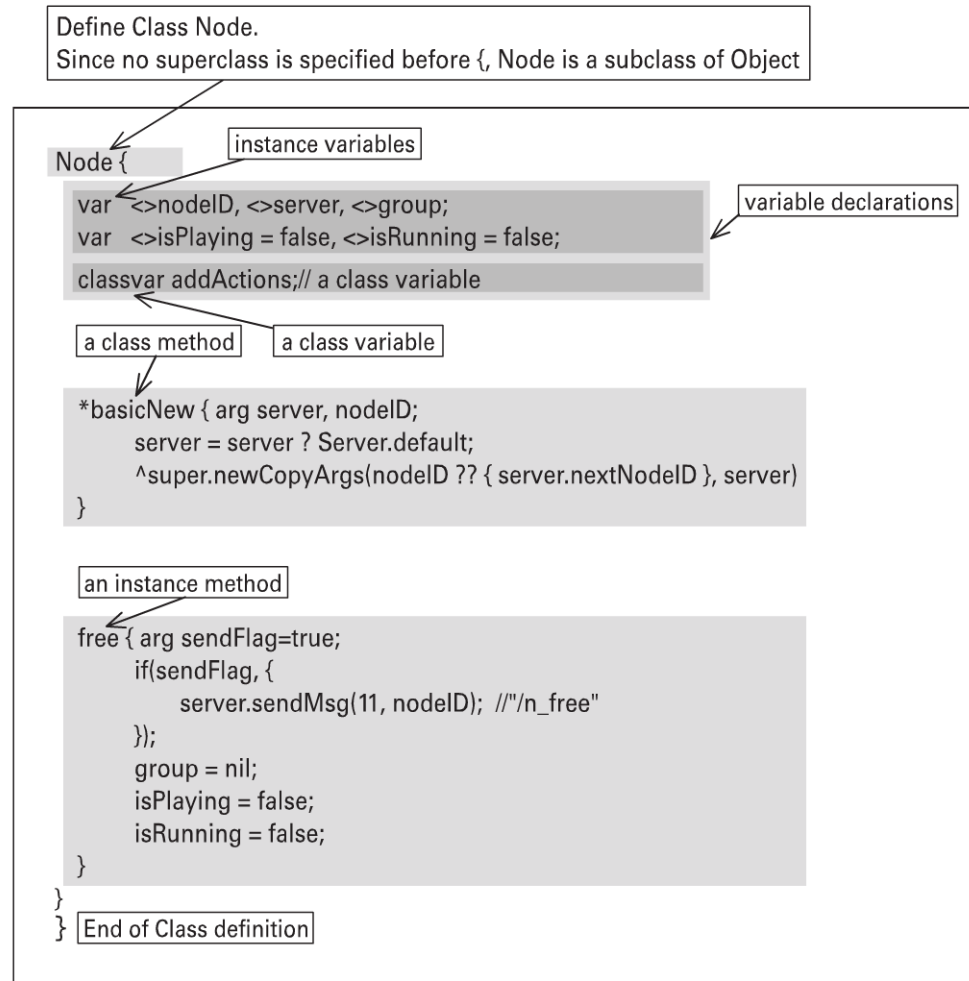 Define Class Node.
Since no superclass is specified before {, Node is a subclass of Object
instance variables
Node {
var <>nodeID, <>server, <>group;
variable declarations
var <>isPlaying = false, <>isRunning = false;
classvar addActions;// a class variable
a class method
a class variable
*basicNew { arg server, nodeID;
server = server ? Server.default;
^super.newCopyArgs(nodeID ?? { server.nextNodeID }, server)
}
an instance method
free { arg sendFlag=true;
if(sendFlag, {
server.sendMsg(11, nodeID); //"/n_free"
});
group = nil;
isPlaying = false;
isRunning = false;
}
}
} End of Class definition